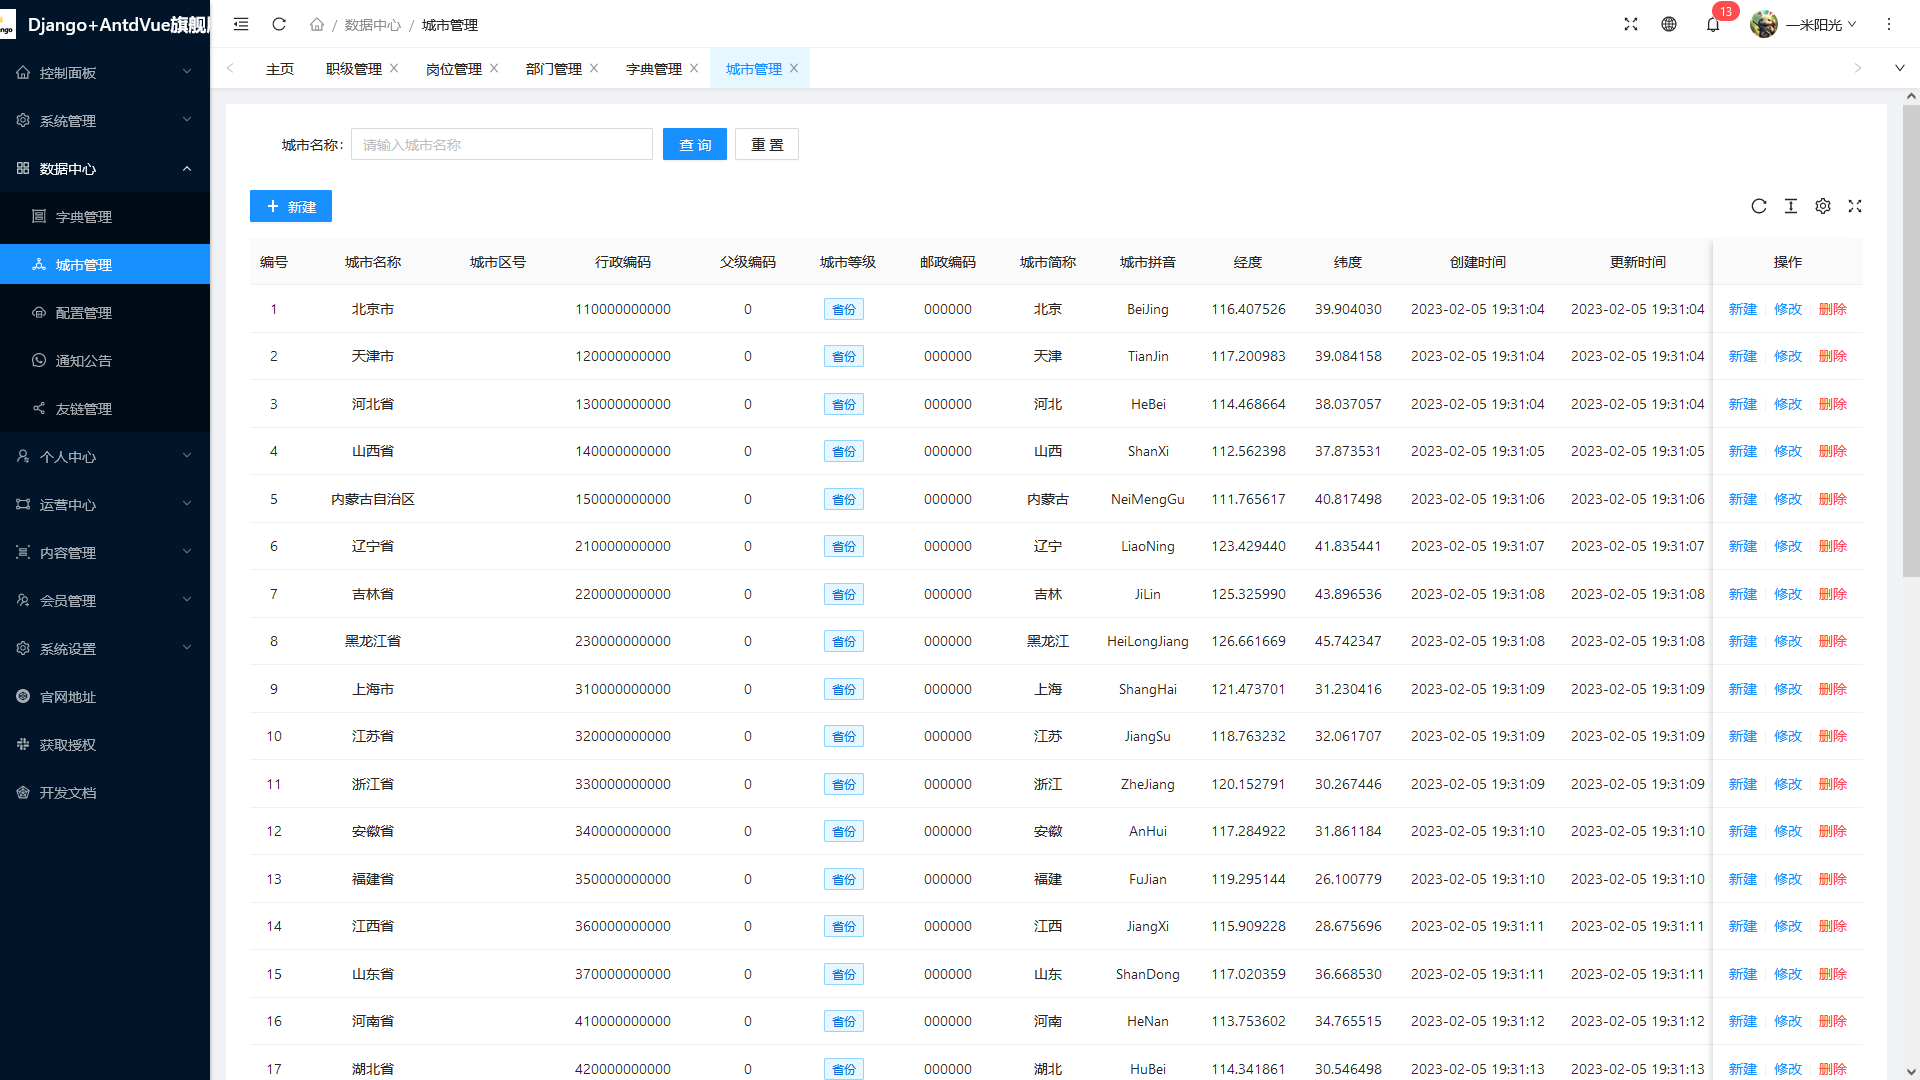 Django+AntdVue旗舰
数据中心 / 城市管理
13
一米阳光
控制面板
系统管理
数据中心
字典管理
城市管理
配置管理
通知公告
友链管理
个人中心
运营中心
内容管理
会员管理
系统设置
官网地址
获取授权
开发文档
主页 职级管理 岗位管理 部门管理 字典管理 城市管理
城市名称: 请输入城市名称 查 询 重 置
新建
编号 城市名称 城市区号 行政编码 父级编码 城市等级 邮政编码 城市简称 城市拼音 经度 纬度 创建时间 更新时间 操作
1 北京市 110000000000 0 省份 000000 北京 BeiJing 116.407526 39.904030 2023-02-05 19:31:04 2023-02-05 19:31:04 新建 修改 删除
2 天津市 120000000000 0 省份 000000 天津 TianJin 117.200983 39.084158 2023-02-05 19:31:04 2023-02-05 19:31:04 新建 修改 删除
3 河北省 130000000000 0 省份 000000 河北 HeBei 114.468664 38.037057 2023-02-05 19:31:04 2023-02-05 19:31:04 新建 修改 删除
4 山西省 140000000000 0 省份 000000 山西 ShanXi 112.562398 37.873531 2023-02-05 19:31:05 2023-02-05 19:31:05 新建 修改 删除
5 内蒙古自治区 150000000000 0 省份 000000 内蒙古 NeiMengGu 111.765617 40.817498 2023-02-05 19:31:06 2023-02-05 19:31:06 新建 修改 删除
6 辽宁省 210000000000 0 省份 000000 辽宁 LiaoNing 123.429440 41.835441 2023-02-05 19:31:07 2023-02-05 19:31:07 新建 修改 删除
7 吉林省 220000000000 0 省份 000000 吉林 JiLin 125.325990 43.896536 2023-02-05 19:31:08 2023-02-05 19:31:08 新建 修改 删除
8 黑龙江省 230000000000 0 省份 000000 黑龙江 HeiLongJiang 126.661669 45.742347 2023-02-05 19:31:08 2023-02-05 19:31:08 新建 修改 删除
9 上海市 310000000000 0 省份 000000 上海 ShangHai 121.473701 31.230416 2023-02-05 19:31:09 2023-02-05 19:31:09 新建 修改 删除
10 江苏省 320000000000 0 省份 000000 江苏 JiangSu 118.763232 32.061707 2023-02-05 19:31:09 2023-02-05 19:31:09 新建 修改 删除
11 浙江省 330000000000 0 省份 000000 浙江 ZheJiang 120.152791 30.267446 2023-02-05 19:31:09 2023-02-05 19:31:09 新建 修改 删除
12 安徽省 340000000000 0 省份 000000 安徽 AnHui 117.284922 31.861184 2023-02-05 19:31:10 2023-02-05 19:31:10 新建 修改 删除
13 福建省 350000000000 0 省份 000000 福建 FuJian 119.295144 26.100779 2023-02-05 19:31:10 2023-02-05 19:31:10 新建 修改 删除
14 江西省 360000000000 0 省份 000000 江西 JiangXi 115.909228 28.675696 2023-02-05 19:31:11 2023-02-05 19:31:11 新建 修改 删除
15 山东省 370000000000 0 省份 000000 山东 ShanDong 117.020359 36.668530 2023-02-05 19:31:11 2023-02-05 19:31:11 新建 修改 删除
16 河南省 410000000000 0 省份 000000 河南 HeNan 113.753602 34.765515 2023-02-05 19:31:12 2023-02-05 19:31:12 新建 修改 删除
17 湖北省 420000000000 0 省份 000000 湖北 HuBei 114.341861 30.546498 2023-02-05 19:31:13 2023-02-05 19:31:13 新建 修改 删除